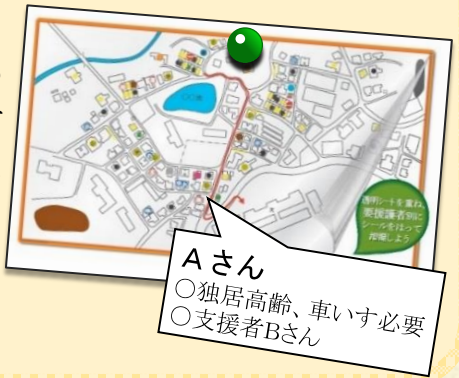 透明シートを重ね、
要援護者別に
シールをはって
把握しよう
Aさん
○独居高齢、車いす必要
○支援者Bさん